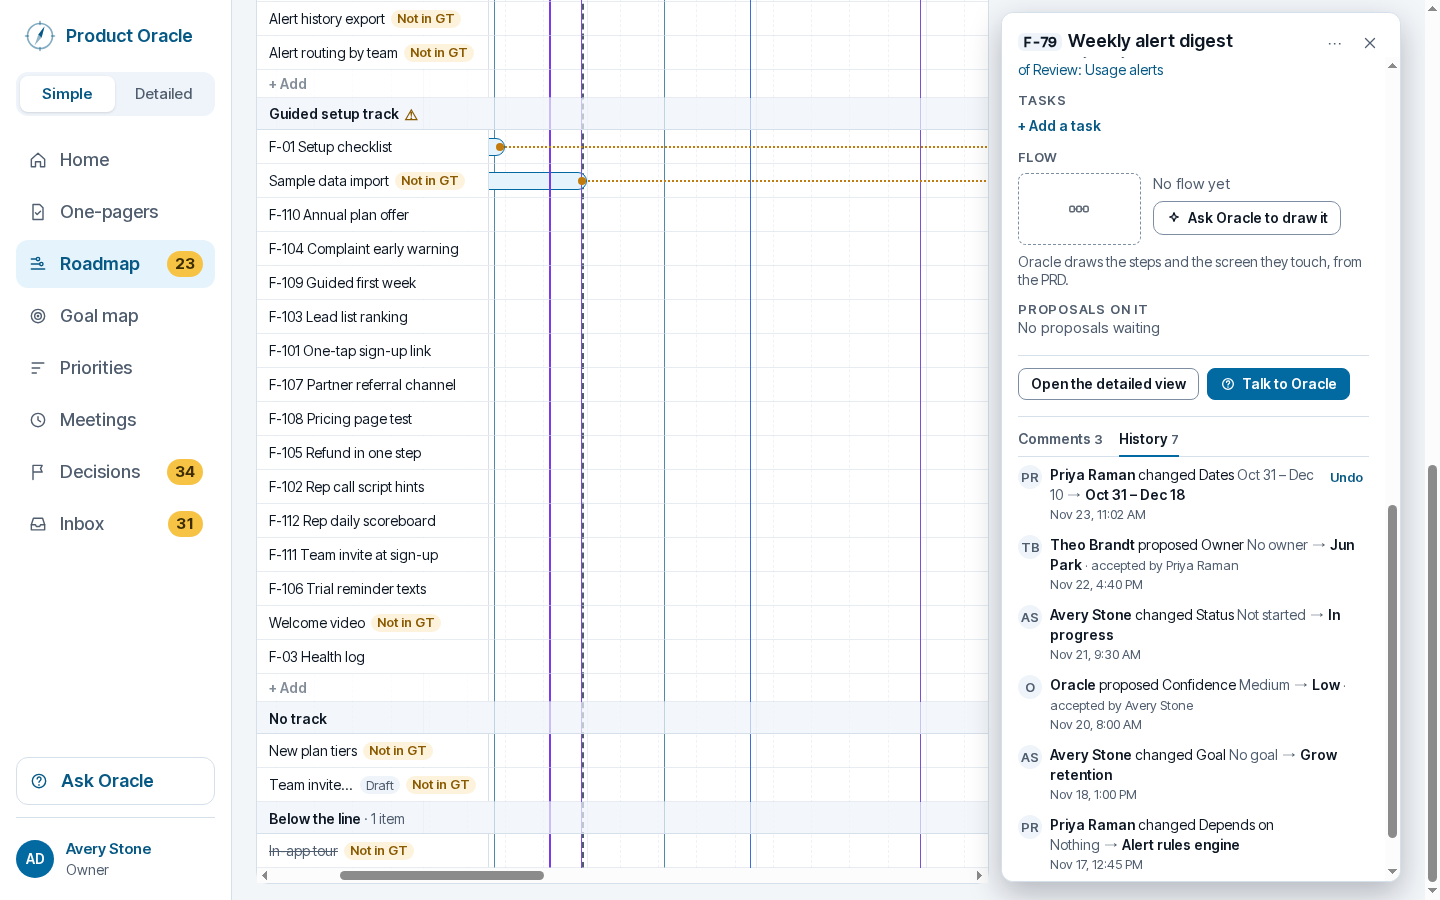 Product Oracle
Simple
Detailed
Home
One-pagers
Roadmap
23
Goal map
Priorities
Meetings
Decisions
34
Inbox
31
Ask Oracle
AD
Avery Stone
Owner
Alert history export Not in GT
Alert routing by team Not in GT
+ Add
Guided setup track
F-01 Setup checklist
Sample data import Not in GT
F-110 Annual plan offer
F-104 Complaint early warning
F-109 Guided first week
F-103 Lead list ranking
F-101 One-tap sign-up link
F-107 Partner referral channel
F-108 Pricing page test
F-105 Refund in one step
F-102 Rep call script hints
F-112 Rep daily scoreboard
F-111 Team invite at sign-up
F-106 Trial reminder texts
Welcome video Not in GT
F-03 Health log
+ Add
No track
New plan tiers Not in GT
Team invite... Draft Not in GT
Below the line · 1 item
In-app tour Not in GT
F-79 Weekly alert digest
of Review: Usage alerts
TASKS
+ Add a task
FLOW
No flow yet
Ask Oracle to draw it
Oracle draws the steps and the screen they touch, from
the PRD.
PROPOSALS ON IT
No proposals waiting
Open the detailed view
Talk to Oracle
Comments 3
History 7
PR
Priya Raman changed Dates Oct 31 – Dec
10 → Oct 31 – Dec 18
Undo
Nov 23, 11:02 AM
TB
Theo Brandt proposed Owner No owner → Jun
Park · accepted by Priya Raman
Nov 22, 4:40 PM
AS
Avery Stone changed Status Not started → In
progress
Nov 21, 9:30 AM
O
Oracle proposed Confidence Medium → Low ·
accepted by Avery Stone
Nov 20, 8:00 AM
AS
Avery Stone changed Goal No goal → Grow
retention
Nov 18, 1:00 PM
PR
Priya Raman changed Depends on
Nothing → Alert rules engine
Nov 17, 12:45 PM